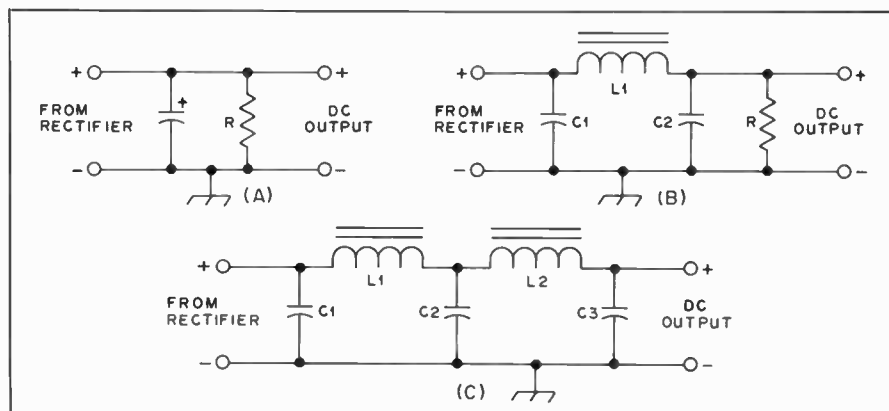 + +
FROM
RECTIFIER
+
R
DC
OUTPUT
- -
(A)
+ +
L1
FROM
RECTIFIER
C1
C2
R
DC
OUTPUT
- -
(B)
+ +
L1
L2
FROM
RECTIFIER
C1
C2
C3
DC
OUTPUT
- -
(C)